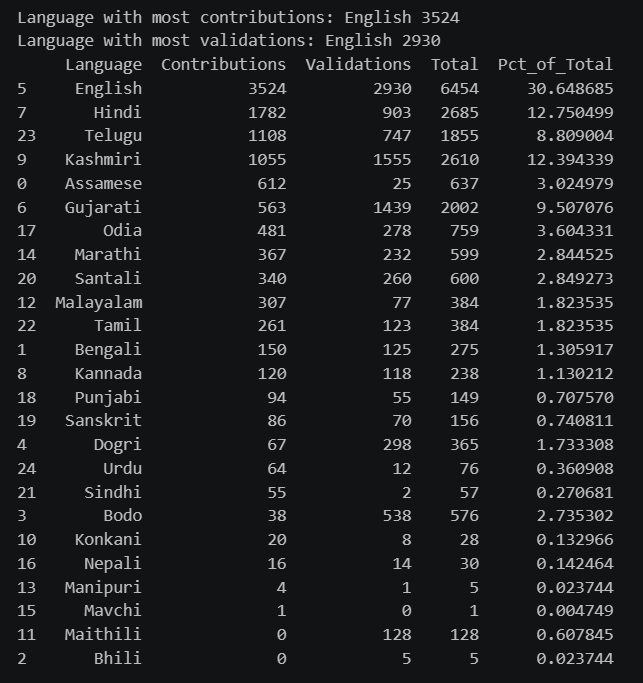 Language with most contributions: English 3524
Language with most validations: English 2930
Language Contributions Validations Total Pct_of_Total
5 English 3524 2930 6454 30.648685
7 Hindi 1782 903 2685 12.750499
23 Telugu 1108 747 1855 8.809004
9 Kashmiri 1055 1555 2610 12.394339
0 Assamese 612 25 637 3.024979
6 Gujarati 563 1439 2002 9.507076
17 Odia 481 278 759 3.604331
14 Marathi 367 232 599 2.844525
20 Santali 340 260 600 2.849273
12 Malayalam 307 77 384 1.823535
22 Tamil 261 123 384 1.823535
1 Bengali 150 125 275 1.305917
8 Kannada 120 118 238 1.130212
18 Punjabi 94 55 149 0.707570
19 Sanskrit 86 70 156 0.740811
4 Dogri 67 298 365 1.733308
24 Urdu 64 12 76 0.360908
21 Sindhi 55 2 57 0.270681
3 Bodo 38 538 576 2.735302
10 Konkani 20 8 28 0.132966
16 Nepali 16 14 30 0.142464
13 Manipuri 4 1 5 0.023744
15 Mavchi 1 0 1 0.004749
11 Maithili 0 128 128 0.607845
2 Bhili 0 5 5 0.023744